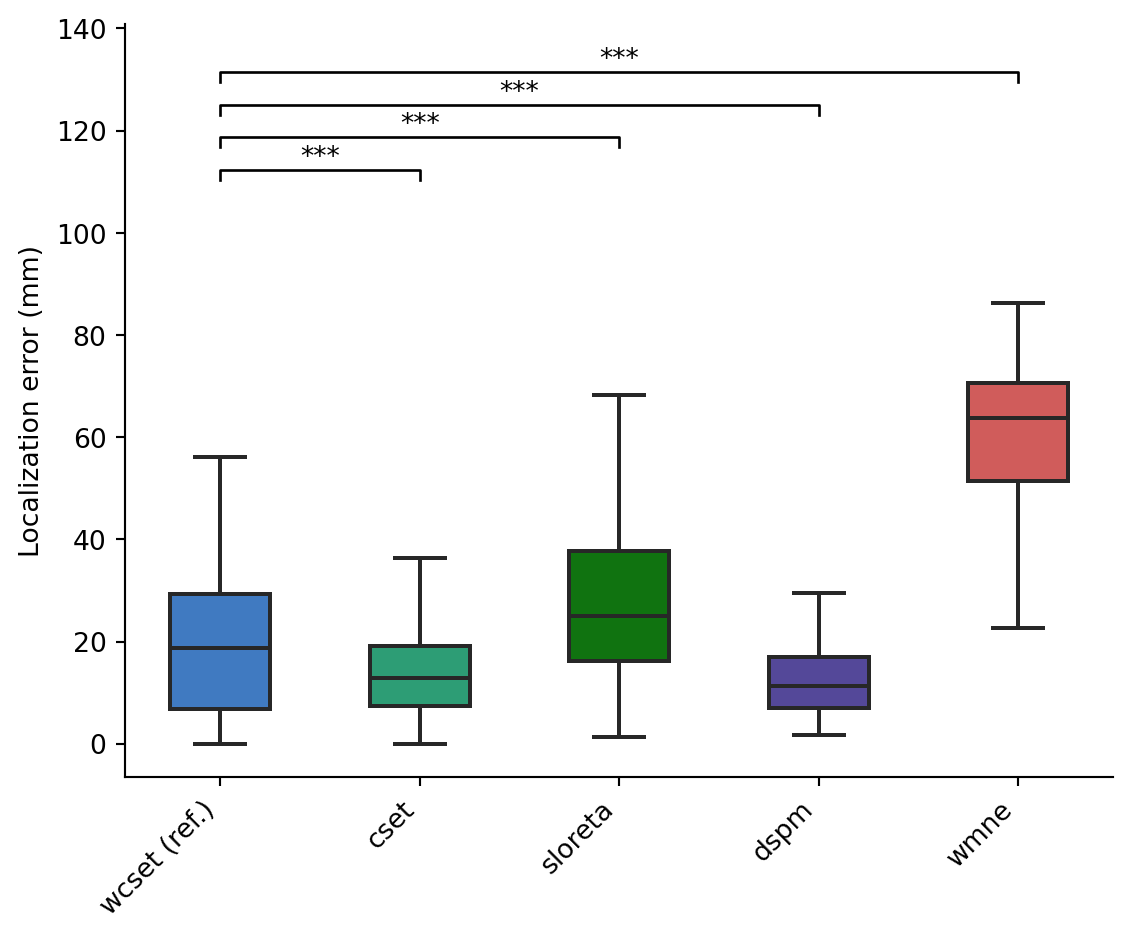 140
120
100
80
60
40
20
0
Localization error (mm)
***
***
***
***
wcset (ref.)
cset
sloreta
dspm
wmne